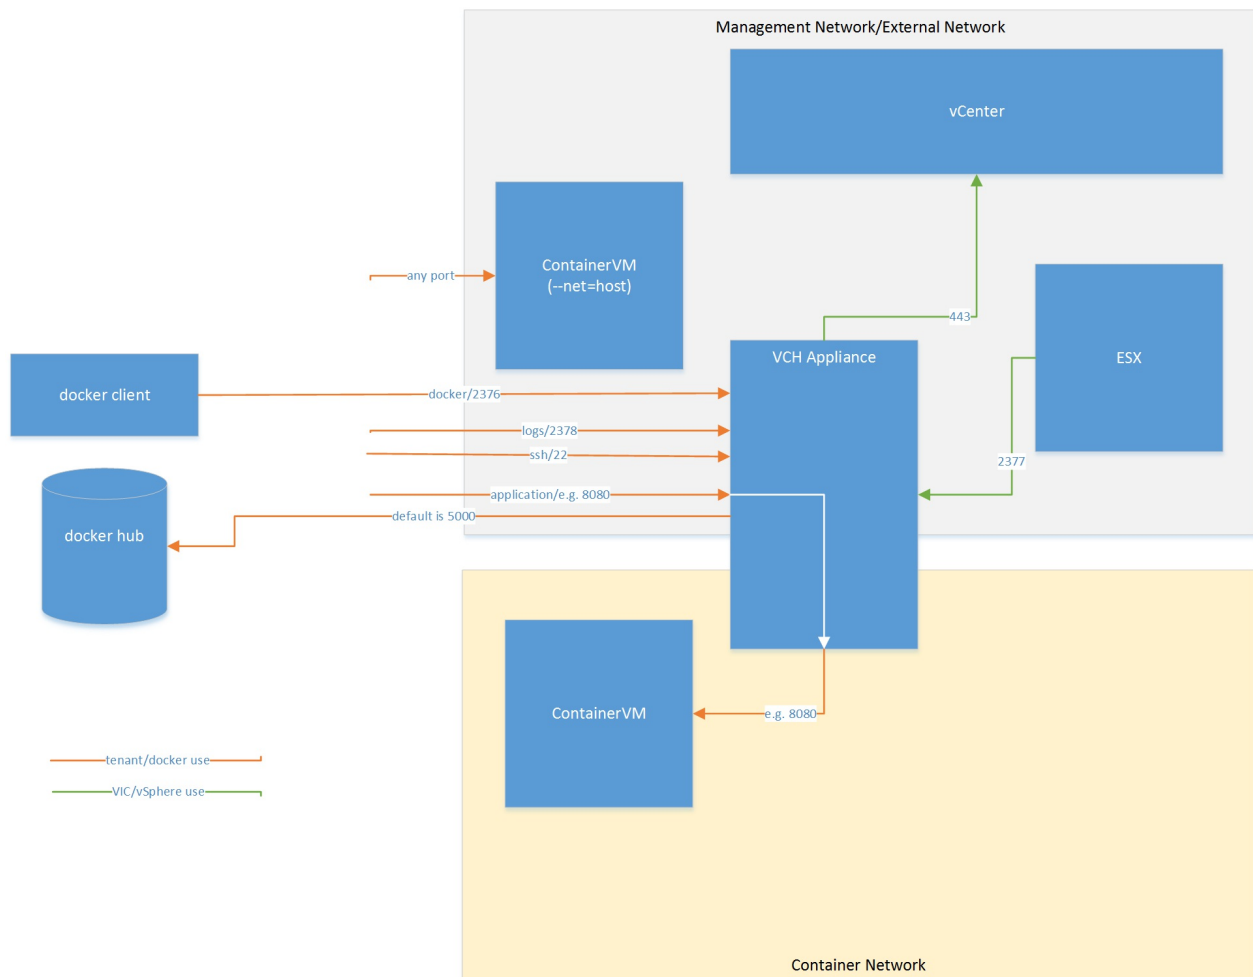 Management Network/External Network
vCenter
ContainerVM
(--net=host)
any port
443
ESX
VCH Appliance
docker client
docker/2376
logs/2378
ssh/22
2377
application/e.g. 8080
default is 5000
docker hub
ContainerVM
e.g. 8080
tenant/docker use
VIC/vSphere use
Container Network